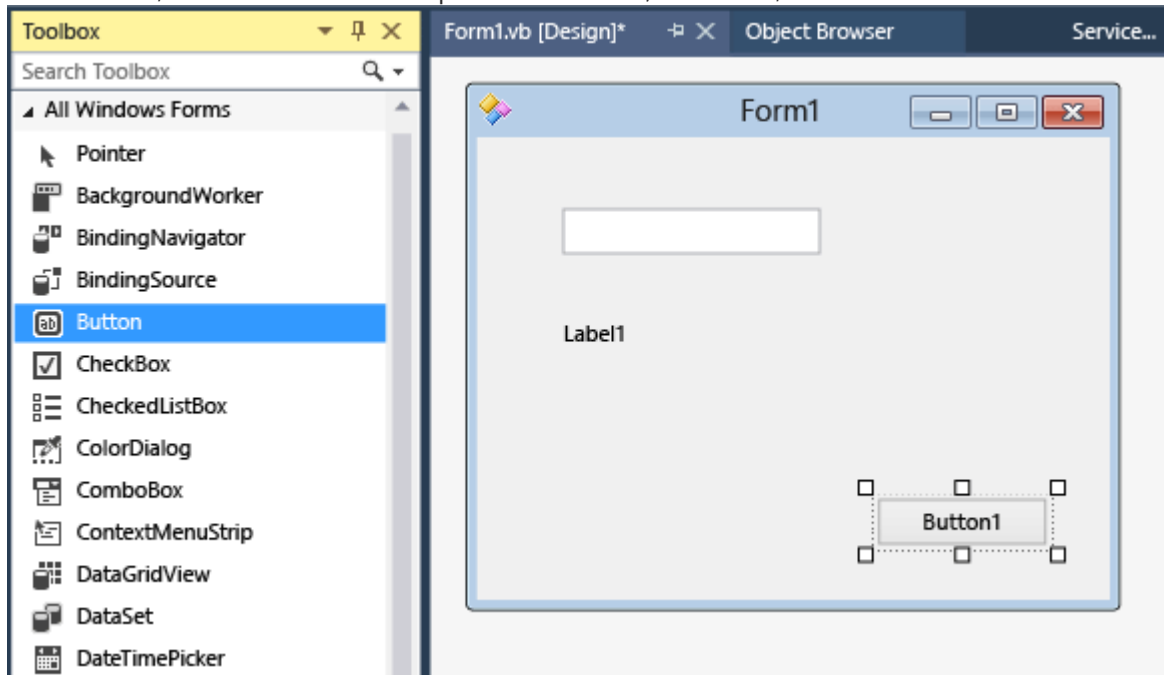 Toolbox
Form1.vb [Design]*
Object Browser
Service...
Search Toolbox
All Windows Forms
Pointer
BackgroundWorker
BindingNavigator
BindingSource
Button
CheckBox
CheckedListBox
ColorDialog
ComboBox
ContextMenuStrip
DataGridView
DataSet
DateTimePicker
Form1
Label1
Button1